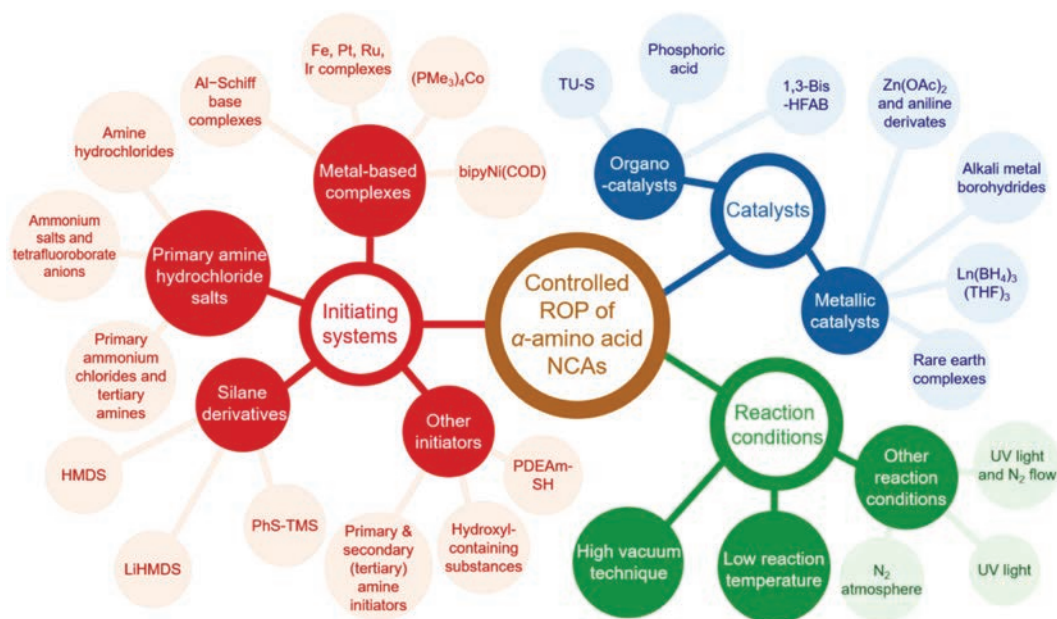 Controlled
ROP of
α-amino acid
NCAs
Initiating
systems
Metal-based
complexes
Al−Schiff
base
complexes
Fe, Pt, Ru,
Ir complexes
(PMe₃)₄Co
bipyNi(COD)
Primary amine
hydrochloride
salts
Amine
hydrochlorides
Ammonium
salts and
tetrafluoroborate
anions
Primary
ammonium
chlorides and
tertiary
amines
Silane
derivatives
HMDS
LiHMDS
PhS-TMS
Other
initiators
Primary &
secondary
(tertiary)
amine
initiators
Hydroxyl-
containing
substances
PDEAm-
SH
Catalysts
Organo
-catalysts
TU-S
Phosphoric
acid
1,3-Bis
-HFAB
Metallic
catalysts
Zn(OAc)₂
and aniline
derivates
Alkali metal
borohydrides
Ln(BH₄)₃
(THF)₃
Rare earth
complexes
Reaction
conditions
High vacuum
technique
Low reaction
temperature
Other
reaction
conditions
UV light
and N₂ flow
UV light
N₂
atmosphere